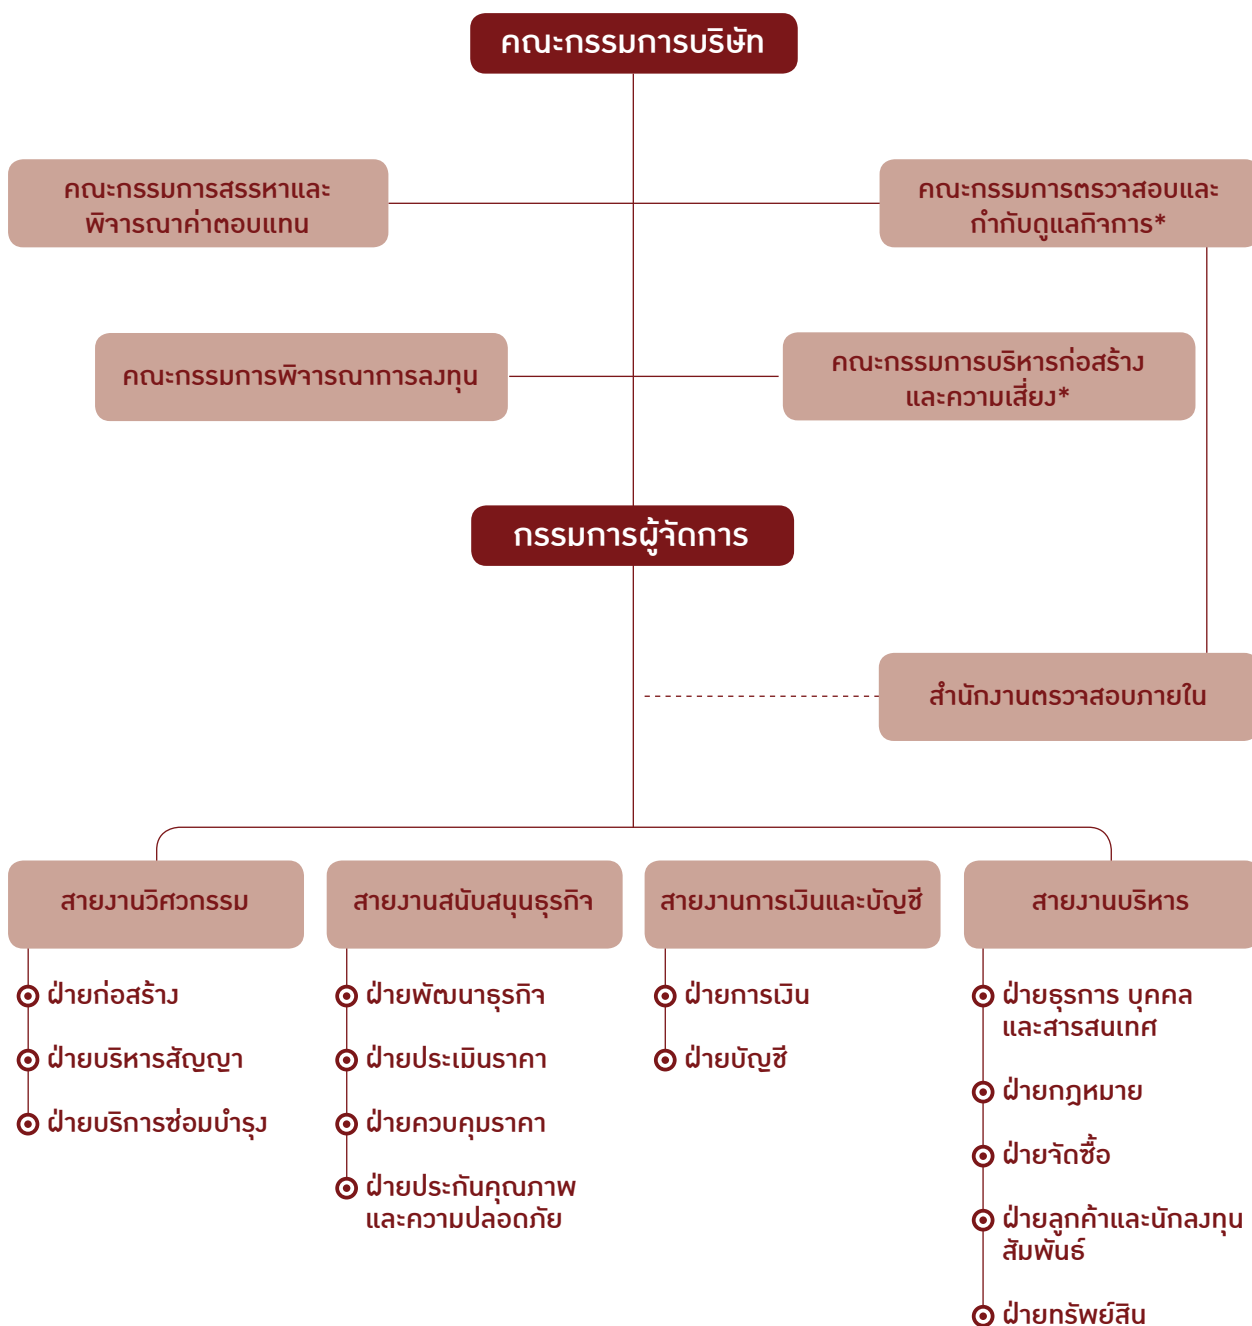 คณะกรรมการบริษัท
คณะกรรมการสรรหาและ
พิจารณาค่าตอบแทน
คณะกรรมการตรวจสอบและ
กำกับดูแลกิจการ*
คณะกรรมการพิจารณาการลงทุน
คณะกรรมการบริหารก่อสร้าง
และความเสี่ยง*
กรรมการผู้จัดการ
สำนักงานตรวจสอบภายใน
สายงานวิศวกรรม
ฝ่ายก่อสร้าง
ฝ่ายบริหารสัญญา
ฝ่ายบริการซ่อมบำรุง
สายงานสนับสนุนธุรกิจ
ฝ่ายพัฒนาธุรกิจ
ฝ่ายประเมินราคา
ฝ่ายควบคุมราคา
ฝ่ายประกันคุณภาพ
และความปลอดภัย
สายงานการเงินและบัญชี
ฝ่ายการเงิน
ฝ่ายบัญชี
สายงานบริหาร
ฝ่ายธุรการ บุคคล
และสารสนเทศ
ฝ่ายกฎหมาย
ฝ่ายจัดซื้อ
ฝ่ายลูกค้าและนักลงทุน
สัมพันธ์
ฝ่ายทรัพย์สิน